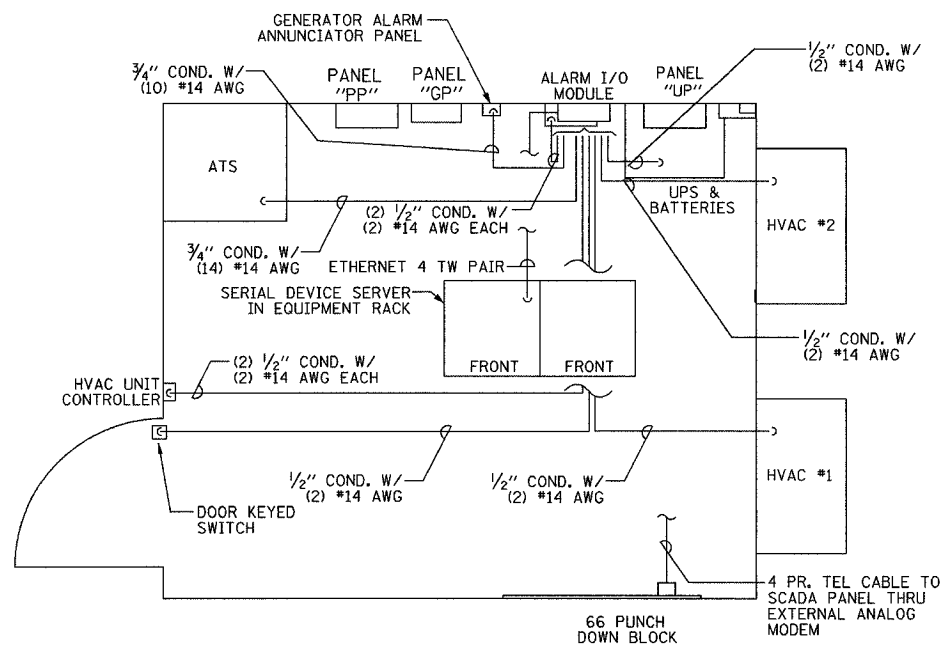 GENERATOR ALARM
ANNUNCIATOR PANEL
3/4" COND. W/
(10) #14 AWG
PANEL
"PP"
PANEL
"GP"
ALARM I/O
MODULE
PANEL
"UP"
1/2" COND. W/
(2) #14 AWG
ATS
(2) 1/2" COND. W/
(2) #14 AWG EACH
UPS &
BATTERIES
HVAC #2
3/4" COND. W/
(14) #14 AWG
ETHERNET 4 TW PAIR
SERIAL DEVICE SERVER
IN EQUIPMENT RACK
1/2" COND. W/
(2) #14 AWG
FRONT
FRONT
(2) 1/2" COND. W/
(2) #14 AWG EACH
HVAC UNIT
CONTROLLER
1/2" COND. W/
(2) #14 AWG
1/2" COND. W/
(2) #14 AWG
HVAC #1
DOOR KEYED
SWITCH
4 PR. TEL CABLE TO
SCADA PANEL THRU
EXTERNAL ANALOG
MODEM
66 PUNCH
DOWN BLOCK